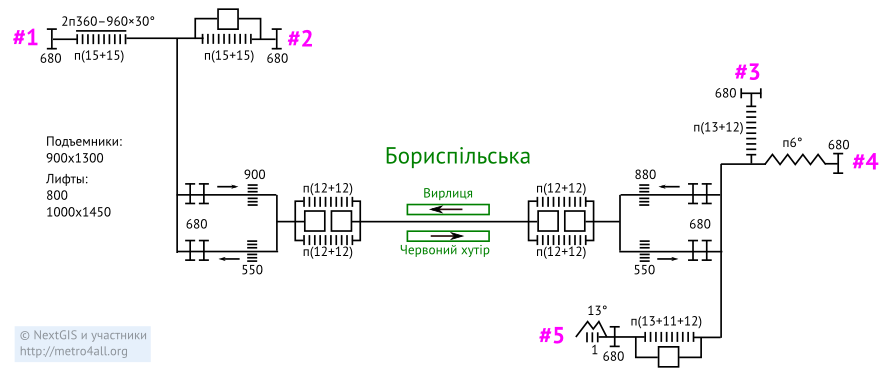 #1
2п360–960×30°
680
п(15+15)
п(15+15)
680
#2
Подъемники:
900x1300
Лифты:
800
1000x1450
900
680
550
п(12+12)
п(12+12)
Бориспільська
Вирлиця
Червоний хутір
п(12+12)
п(12+12)
880
680
550
#3
680
п(13+12)
п6°
680
#4
#5
13°
1
680
п(13+11+12)
© NextGIS и участники
http://metro4all.org